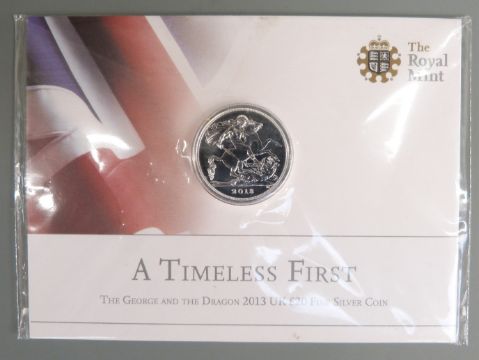 The
Royal
Mint
2013
A TIMELESS FIRST
THE GEORGE AND THE DRAGON 2013 UK £20 FINE SILVER COIN